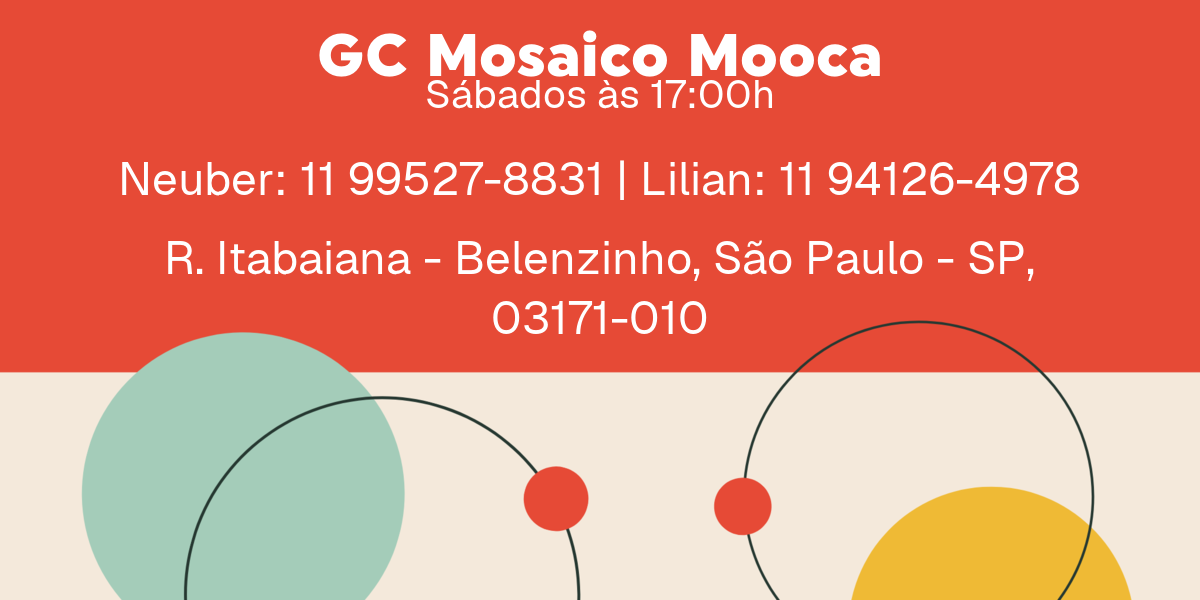 GC Mosaico Mooca
Sábados às 17:00h
Neuber: 11 99527-8831 | Lilian: 11 94126-4978
R. Itabaiana - Belenzinho, São Paulo - SP,
03171-010